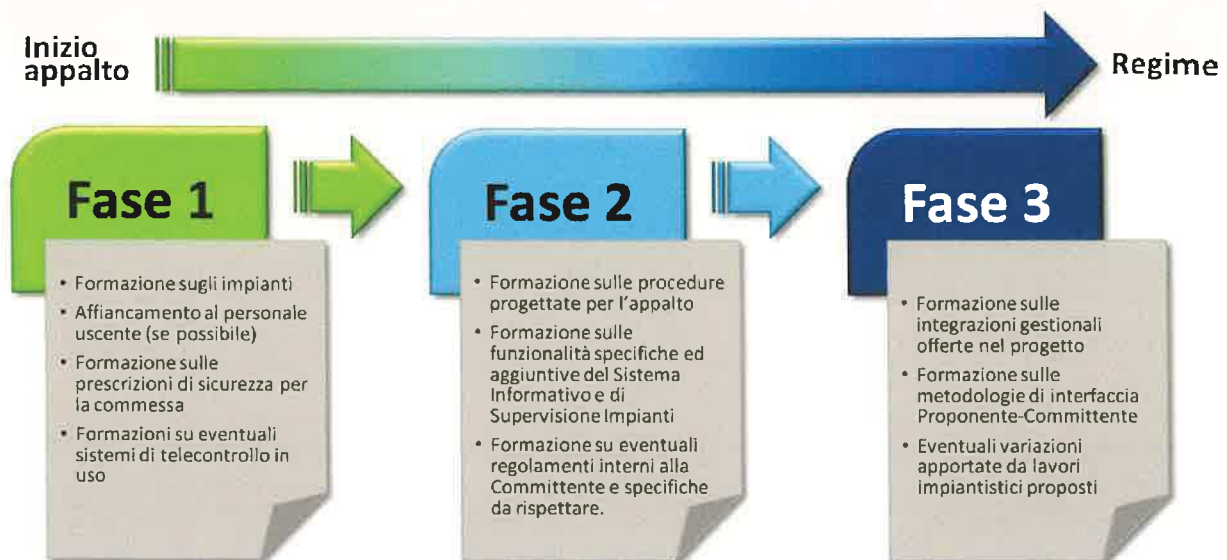 Inizio
appalto
Regime
Fase 1
• Formazione sugli impianti
• Affiancamento al personale
uscente (se possibile)
• Formazione sulle
prescrizioni di sicurezza per
la commessa
• Formazioni su eventuali
sistemi di telecontrollo in
uso
Fase 2
• Formazione sulle procedure
progettate per l'appalto
• Formazione sulle
funzionalità specifiche ed
aggiuntive del Sistema
Informativo e di
Supervisione Impianti
• Formazione su eventuali
regolamenti interni alla
Committente e specifiche
da rispettare.
Fase 3
• Formazione sulle
integrazioni gestionali
offerte nel progetto
• Formazione sulle
metodologie di interfaccia
Proponente-Committente
• Eventuali variazioni
apportate da lavori
impiantistici proposti